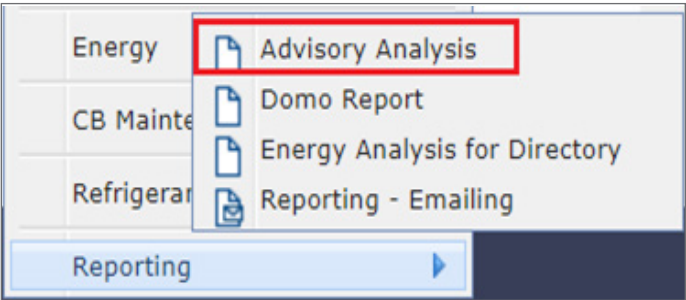 Energy
CB Mainte
Refrigerar
Reporting
Advisory Analysis
Domo Report
Energy Analysis for Directory
Reporting - Emailing